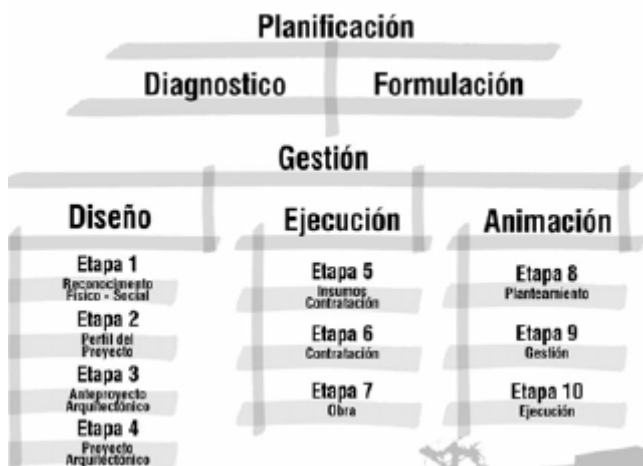 Planificación
Diagnostico
Formulación
Gestión
Diseño
Etapa 1
Reconocimento
Físico - Social
Etapa 2
Perfil del
Proyecto
Etapa 3
Anteproyecto
Arquitectónico
Etapa 4
Proyecto
Arquitectónico
Ejecución
Etapa 5
Insumos
Contratación
Etapa 6
Contratación
Etapa 7
Obra
Animación
Etapa 8
Planteamiento
Etapa 9
Gestión
Etapa 10
Ejecución